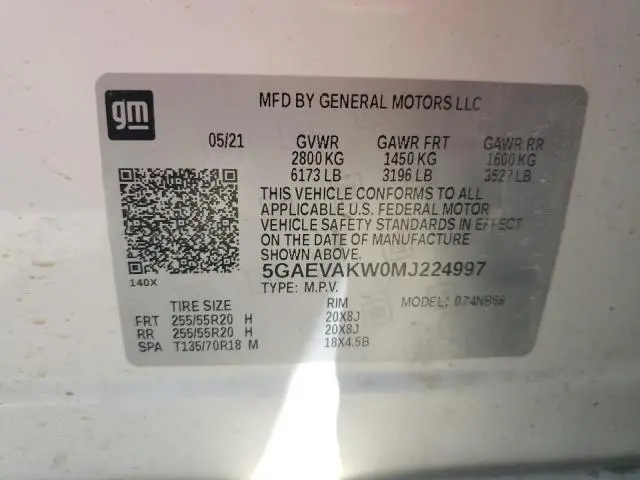 gm
MFD BY GENERAL MOTORS LLC
05/21 GVWR GAWR FRT GAWR RR
2800 KG 1450 KG 1600 KG
6173 LB 3196 LB 3527 LB
THIS VEHICLE CONFORMS TO ALL
APPLICABLE U.S. FEDERAL MOTOR
VEHICLE SAFETY STANDARDS IN EFFECT
ON THE DATE OF MANUFACTURE
SHOWN ABOVE.
5GAEVAKW0MJ224997
140X
TYPE: M.P.V.
TIRE SIZE RIM MODEL: 074NB56
FRT 255/55R20 H 20X8J
RR 255/55R20 H 20X8J
SPA T135/70R18 M 18X4.5B